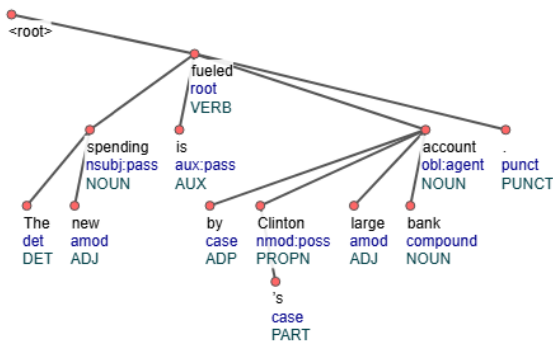 <root>
fueled
root
VERB
spending is account .
nsubj:pass aux:pass obl:agent punct
NOUN AUX NOUN PUNCT
The new by Clinton large bank
det amod case nmod:poss amod compound
DET ADJ ADP PROPN ADJ NOUN
's
case
PART